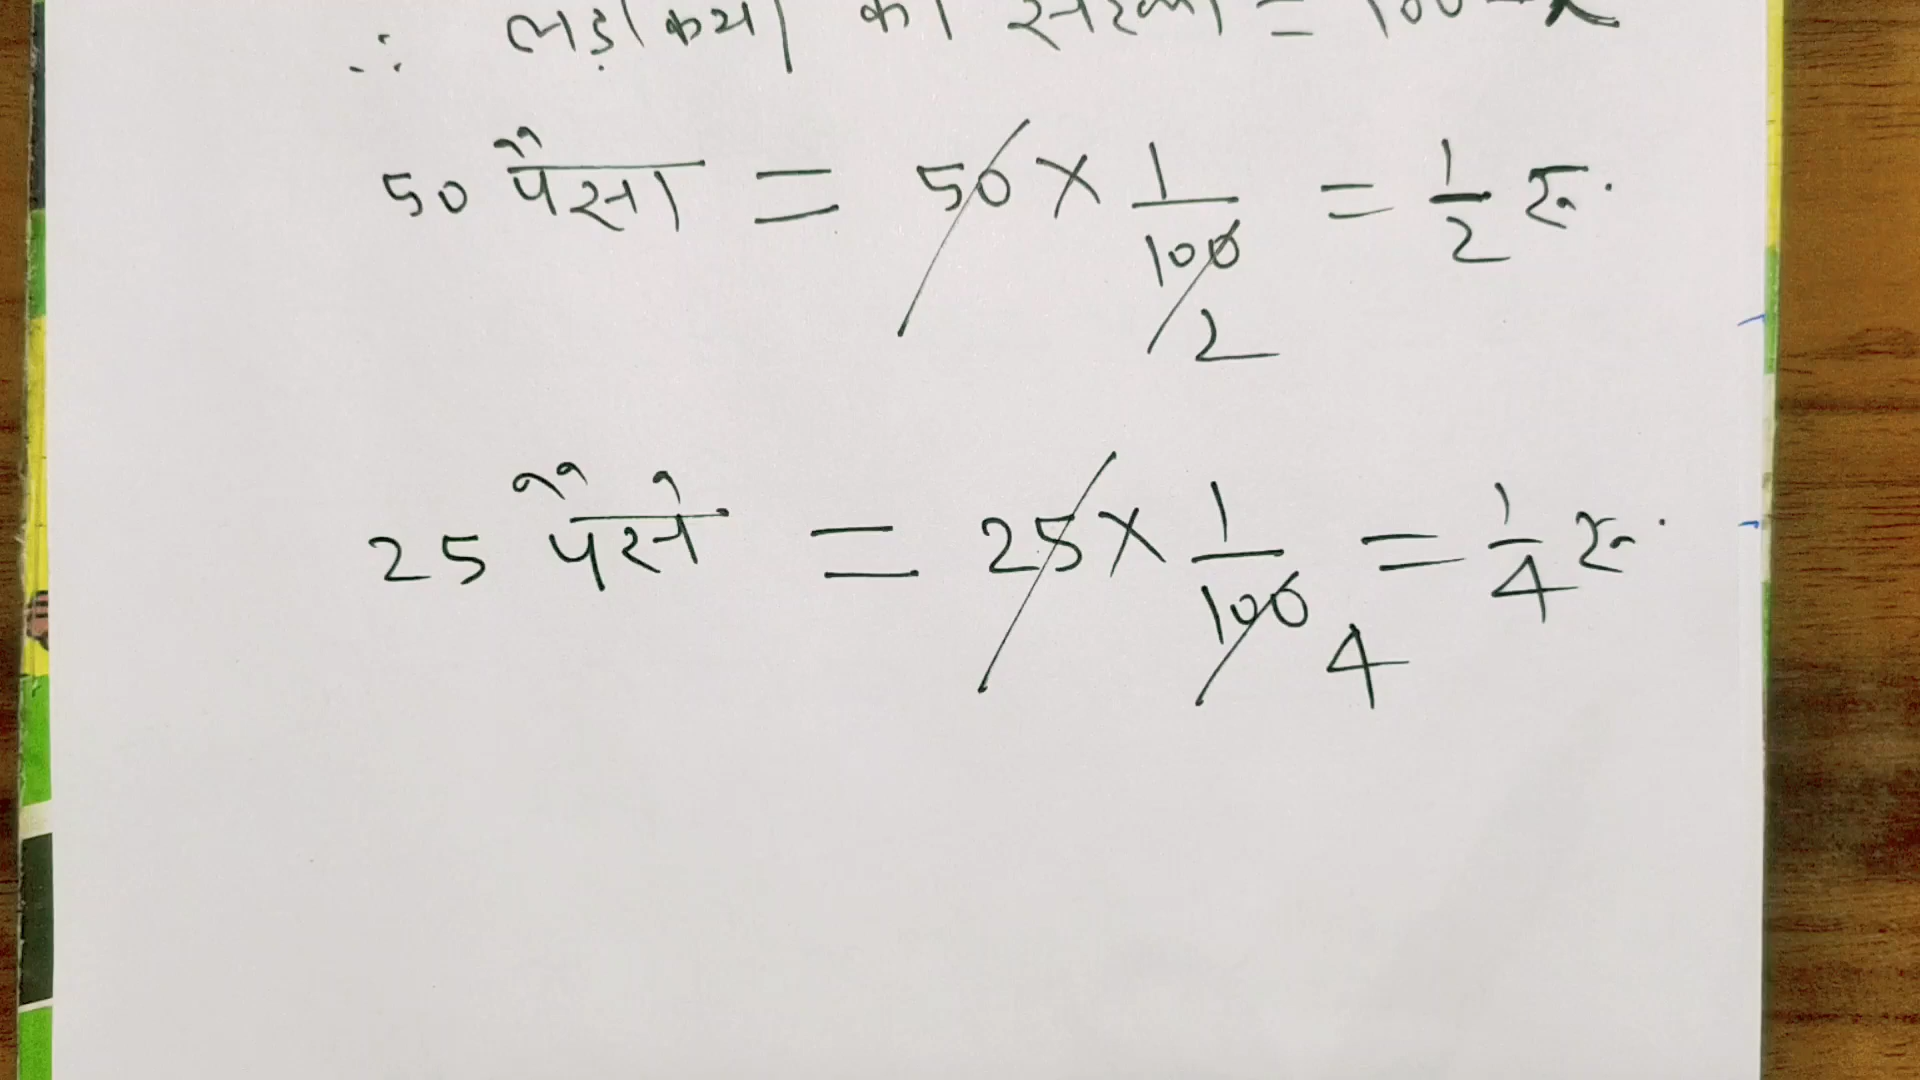 ∴ लड़कियों की संख्या = 100 - x
50 पैसा = 50 × 1/100 2 = 1/2 रु.
25 पैसे = 25 × 1/100 4 = 1/4 रु.